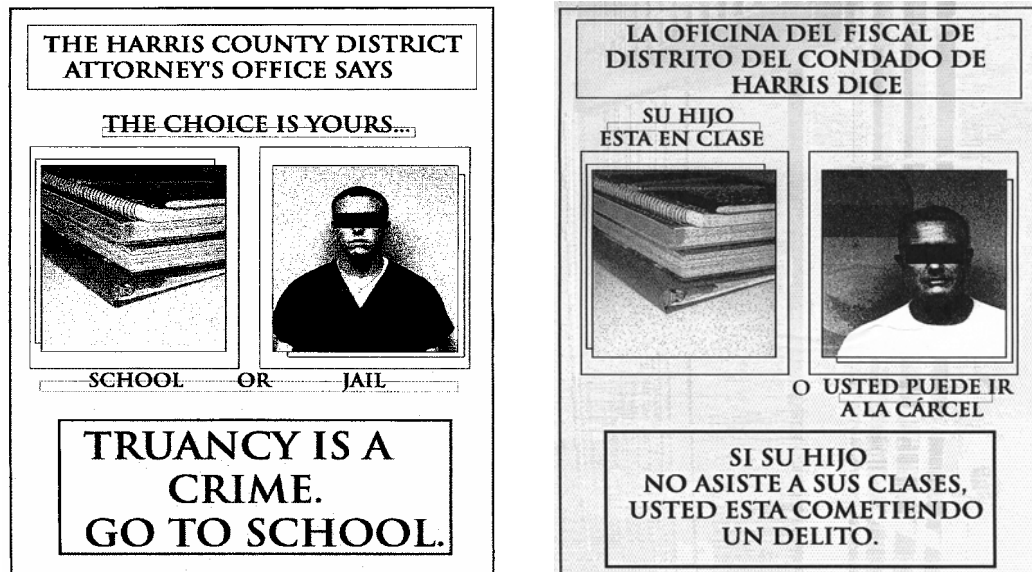 THE HARRIS COUNTY DISTRICT
ATTORNEY'S OFFICE SAYS
THE CHOICE IS YOURS...
SCHOOL OR JAIL
TRUANCY IS A
CRIME.
GO TO SCHOOL.
LA OFICINA DEL FISCAL DE
DISTRITO DEL CONDADO DE
HARRIS DICE
SU HIJO
ESTA EN CLASE
O USTED PUEDE IR
A LA CÁRCEL
SI SU HIJO
NO ASISTE A SUS CLASES,
USTED ESTA COMETIENDO
UN DELITO.